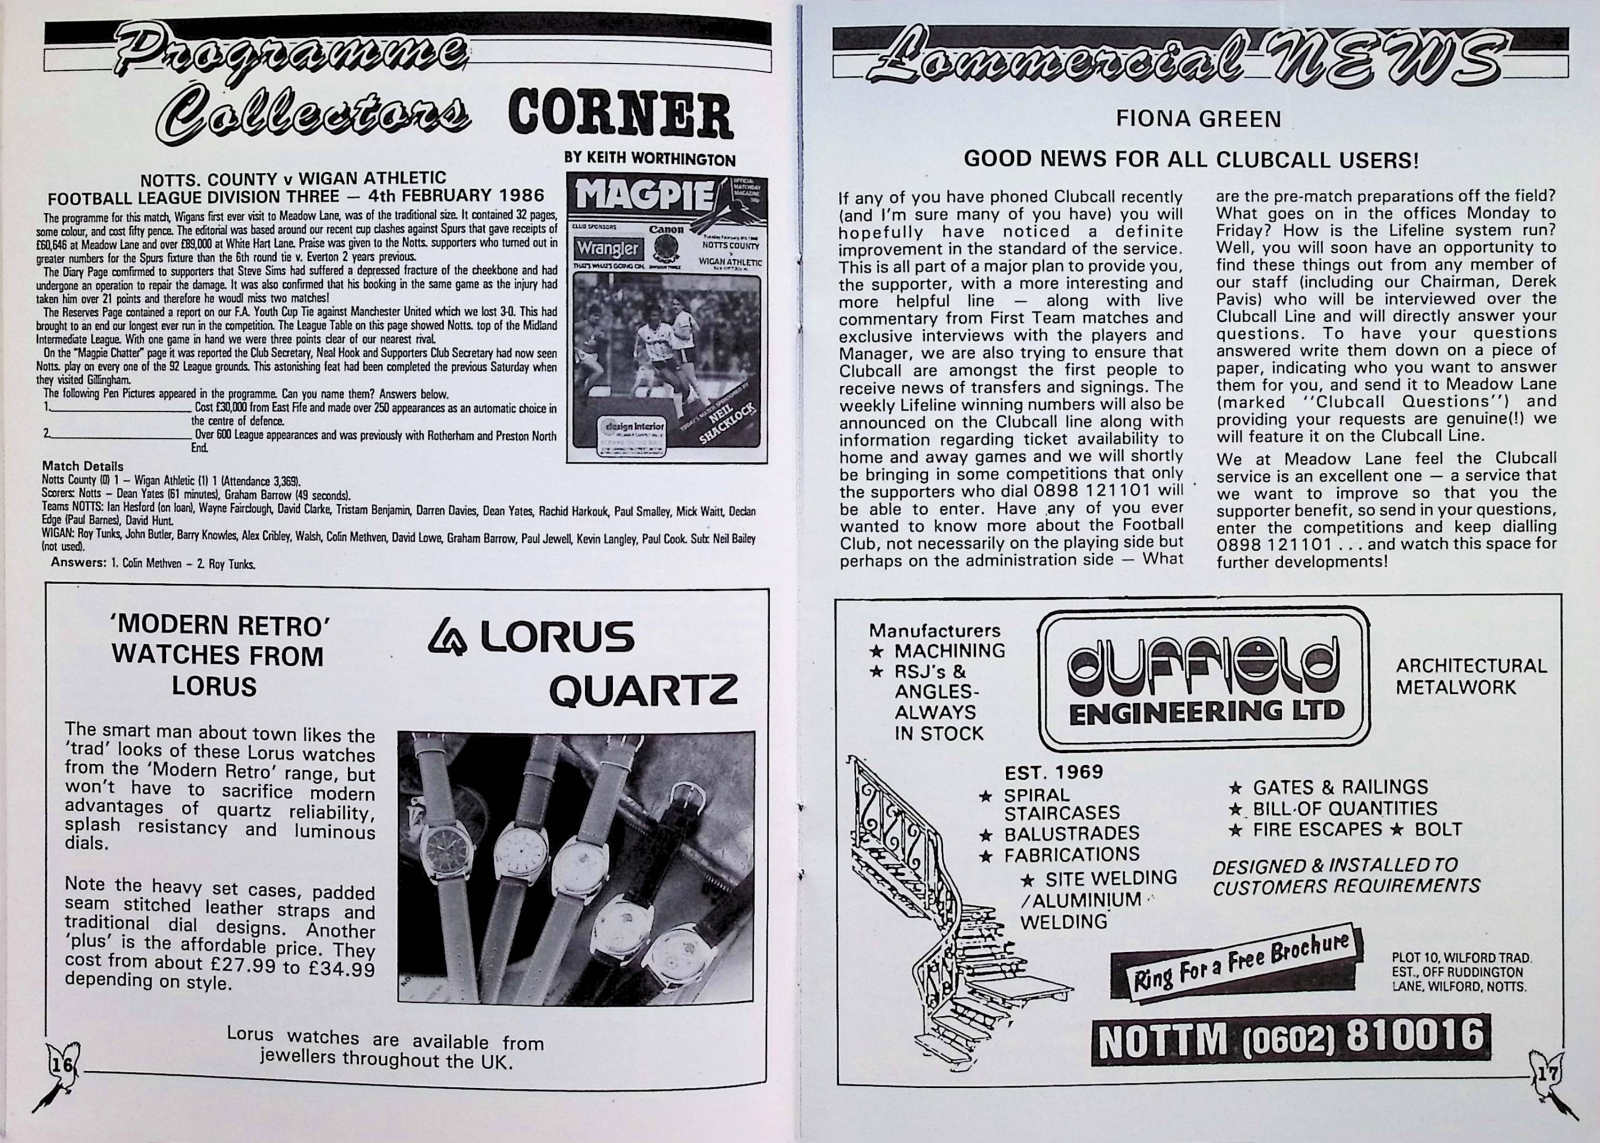 Programme
Collectors CORNER
BY KEITH WORTHINGTON
NOTTS. COUNTY v WIGAN ATHLETIC
FOOTBALL LEAGUE DIVISION THREE — 4th FEBRUARY 1986
The programme for this match, Wigans first ever visit to Meadow Lane, was of the traditional size. It contained 32 pages,
some colour, and cost fifty pence. The editorial was based around our recent cup clashes against Spurs that gave receipts of
£60,646 at Meadow Lane and over £89,000 at White Hart Lane. Praise was given to the Notts. supporters who turned out in
greater numbers for the Spurs fixture than the 6th round tie v. Everton 2 years previous.
The Diary Page comfirmed to supporters that Steve Sims had suffered a depressed fracture of the cheekbone and had
undergone an operation to repair the damage. It was also confirmed that his booking in the same game as the injury had
taken him over 21 points and therefore he woudl miss two matches!
The Reserves Page contained a report on our F.A. Youth Cup Tie against Manchester United which we lost 3-0. This had
brought to an end our longest ever run in the competition. The League Table on this page showed Notts. top of the Midland
Intermediate League. With one game in hand we were three points clear of our nearest rival.
On the "Magpie Chatter" page it was reported the Club Secretary, Neal Hook and Supporters Club Secretary had now seen
Notts. play on every one of the 92 League grounds. This astonishing feat had been completed the previous Saturday when
they visited Gillingham.
The following Pen Pictures appeared in the programme. Can you name them? Answers below.
1. Cost £30,000 from East Fife and made over 250 appearances as an automatic choice in
the centre of defence.
2. Over 600 League appearances and was previously with Rotherham and Preston North
End.
MAGPIE
OFFICIAL
MATCHDAY
MAGAZINE
CLUB SPONSORS
Wrangler
THAT'S WHAT'S GOING ON.
Canon
NOTTS COUNTY
V
WIGAN ATHLETIC
TODAY'S MATCH SPONSORED BY
NEIL
SHACKLOCK
design Interior
Match Details
Notts County (0) 1 – Wigan Athletic (1) 1 (Attendance 3,369).
Scorers: Notts – Dean Yates (61 minutes), Graham Barrow (49 seconds).
Teams NOTTS: Ian Hesford (on loan), Wayne Fairclough, David Clarke, Tristam Benjamin, Darren Davies, Dean Yates, Rachid Harkouk, Paul Smalley, Mick Waitt, Declan
Edge (Paul Barnes), David Hunt.
WIGAN: Roy Tunks, John Butler, Barry Knowles, Alex Cribley, Walsh, Colin Methven, David Lowe, Graham Barrow, Paul Jewell, Kevin Langley, Paul Cook. Sub: Neil Bailey
(not used).
Answers: 1. Colin Methven – 2. Roy Tunks.
'MODERN RETRO'
WATCHES FROM
LORUS
LORUS
QUARTZ
The smart man about town likes the
'trad' looks of these Lorus watches
from the 'Modern Retro' range, but
won't have to sacrifice modern
advantages of quartz reliability,
splash resistancy and luminous
dials.
Note the heavy set cases, padded
seam stitched leather straps and
traditional dial designs. Another
'plus' is the affordable price. They
cost from about £27.99 to £34.99
depending on style.
Lorus watches are available from
jewellers throughout the UK.
16
Commercial NEWS
FIONA GREEN
GOOD NEWS FOR ALL CLUBCALL USERS!
If any of you have phoned Clubcall recently
(and I'm sure many of you have) you will
hopefully have noticed a definite
improvement in the standard of the service.
This is all part of a major plan to provide you,
the supporter, with a more interesting and
more helpful line — along with live
commentary from First Team matches and
exclusive interviews with the players and
Manager, we are also trying to ensure that
Clubcall are amongst the first people to
receive news of transfers and signings. The
weekly Lifeline winning numbers will also be
announced on the Clubcall line along with
information regarding ticket availability to
home and away games and we will shortly
be bringing in some competitions that only
the supporters who dial 0898 121101 will
be able to enter. Have any of you ever
wanted to know more about the Football
Club, not necessarily on the playing side but
perhaps on the administration side — What
are the pre-match preparations off the field?
What goes on in the offices Monday to
Friday? How is the Lifeline system run?
Well, you will soon have an opportunity to
find these things out from any member of
our staff (including our Chairman, Derek
Pavis) who will be interviewed over the
Clubcall Line and will directly answer your
questions. To have your questions
answered write them down on a piece of
paper, indicating who you want to answer
them for you, and send it to Meadow Lane
(marked ''Clubcall Questions'') and
providing your requests are genuine(!) we
will feature it on the Clubcall Line.
We at Meadow Lane feel the Clubcall
service is an excellent one — a service that
we want to improve so that you the
supporter benefit, so send in your questions,
enter the competitions and keep dialling
0898 121101 ... and watch this space for
further developments!
Manufacturers
★ MACHINING
★ RSJ's &
ANGLES-
ALWAYS
IN STOCK
duffield
ENGINEERING LTD
ARCHITECTURAL
METALWORK
EST. 1969
★ SPIRAL
STAIRCASES
★ BALUSTRADES
★ FABRICATIONS
★ SITE WELDING
/ALUMINIUM
WELDING
★ GATES & RAILINGS
★ BILL OF QUANTITIES
★ FIRE ESCAPES ★ BOLT
DESIGNED & INSTALLED TO
CUSTOMERS REQUIREMENTS
Ring For a Free Brochure
PLOT 10, WILFORD TRAD.
EST., OFF RUDDINGTON
LANE, WILFORD, NOTTS.
NOTTM (0602) 810016
17